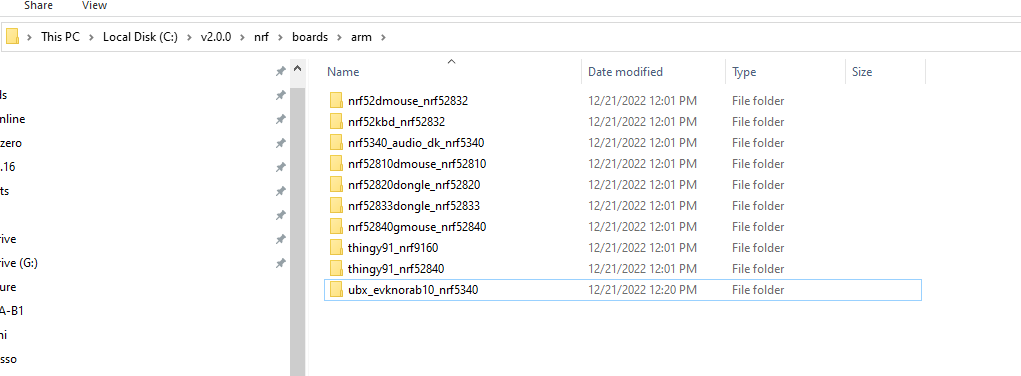 Share View
This PC > Local Disk (C:) > v2.0.0 > nrf > boards > arm >
Name Date modified Type Size
ls
nline
zero
.16
ts
rive
rive (G:)
ure
A-B1
ni
sso
nrf52dmouse_nrf52832 12/21/2022 12:01 PM File folder
nrf52kbd_nrf52832 12/21/2022 12:01 PM File folder
nrf5340_audio_dk_nrf5340 12/21/2022 12:01 PM File folder
nrf52810dmouse_nrf52810 12/21/2022 12:01 PM File folder
nrf52820dongle_nrf52820 12/21/2022 12:01 PM File folder
nrf52833dongle_nrf52833 12/21/2022 12:01 PM File folder
nrf52840gmouse_nrf52840 12/21/2022 12:01 PM File folder
thingy91_nrf9160 12/21/2022 12:01 PM File folder
thingy91_nrf52840 12/21/2022 12:01 PM File folder
ubx_evknorab10_nrf5340 12/21/2022 12:20 PM File folder